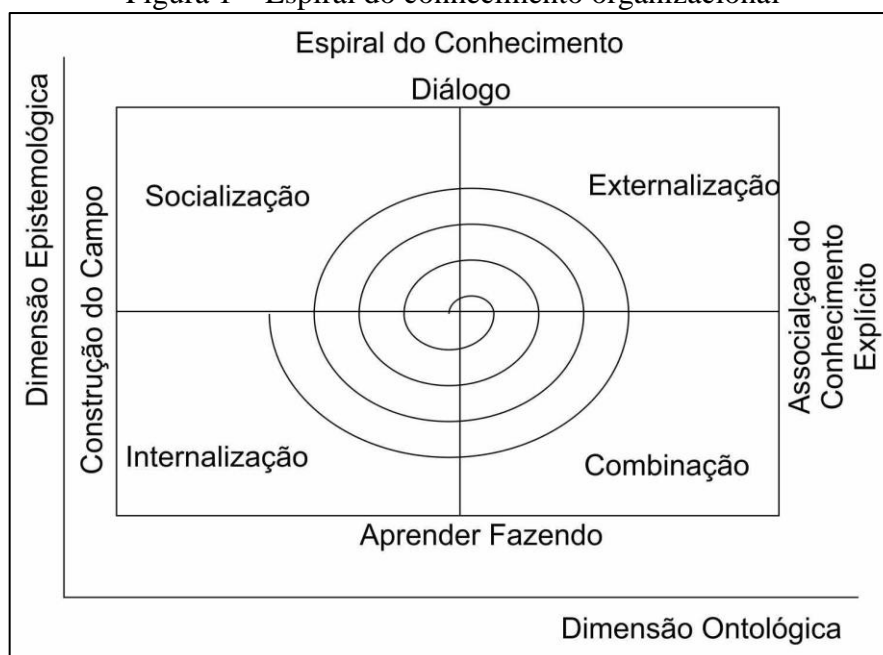 Figura 1 – Espiral do conhecimento organizacional
Espiral do Conhecimento
Diálogo
Dimensão Epistemológica
Construção do Campo
Socialização
Externalização
Associalçao do
Conhecimento
Explícito
Internalização
Combinação
Aprender Fazendo
Dimensão Ontológica